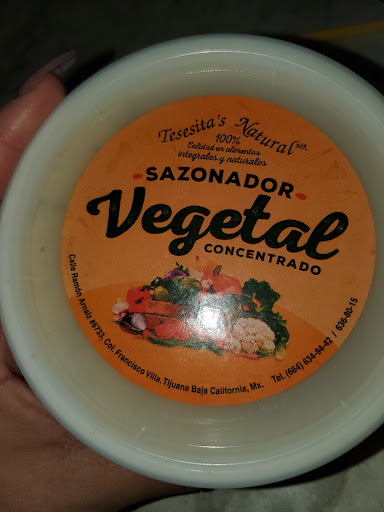 Tesesita's Natural
100%
Calidad en alimentos
integrales y naturales
SAZONADOR
Vegetal
CONCENTRADO
Calle Ramón Arnaiz #6733, Col. Francisco Villa. Tijuana Baja California, Mx. Tel. (664) 634-94-42 / 636-80-15